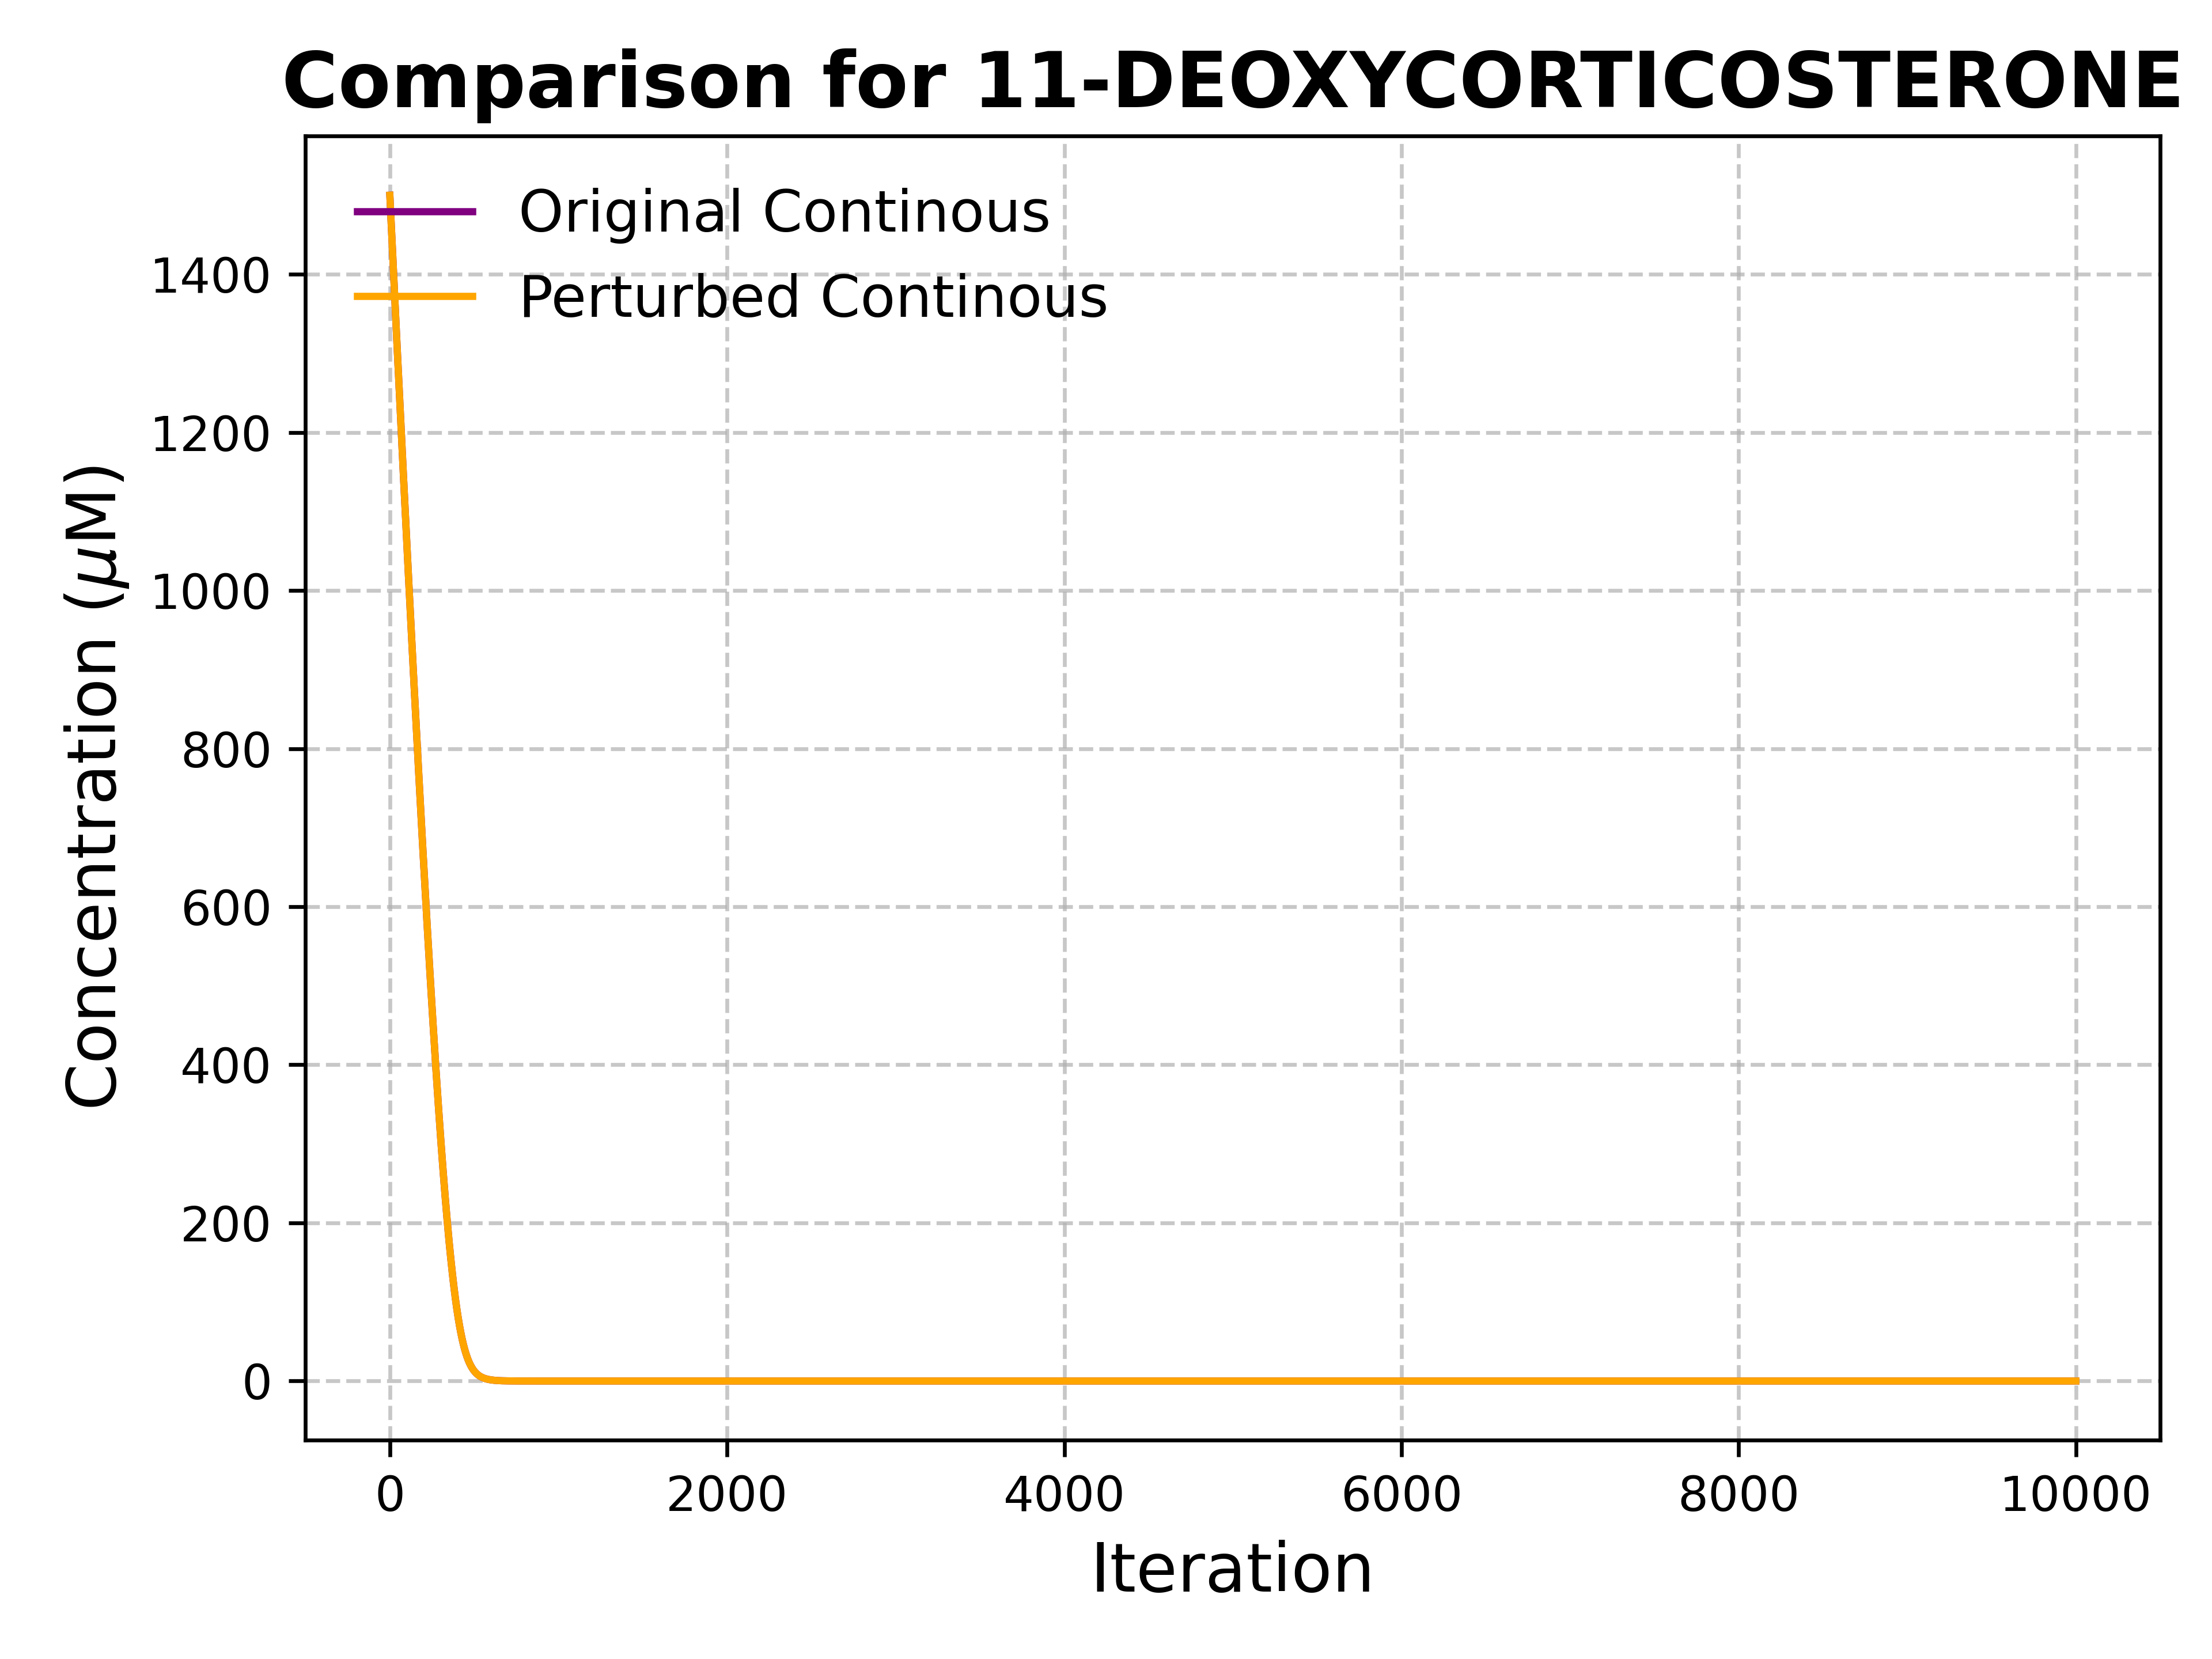 Comparison for 11-DEOXYCORTICOSTERONE
Original Continous
Perturbed Continous
Concentration (μM)
1400
1200
1000
800
600
400
200
0
0 2000 4000 6000 8000 10000
Iteration